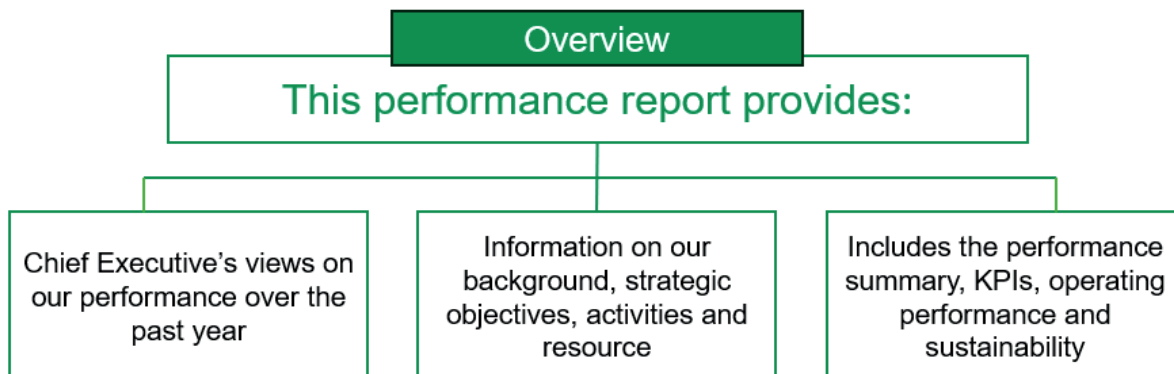 Overview
This performance report provides:
Chief Executive’s views on
our performance over the
past year
Information on our
background, strategic
objectives, activities and
resource
Includes the performance
summary, KPIs, operating
performance and
sustainability